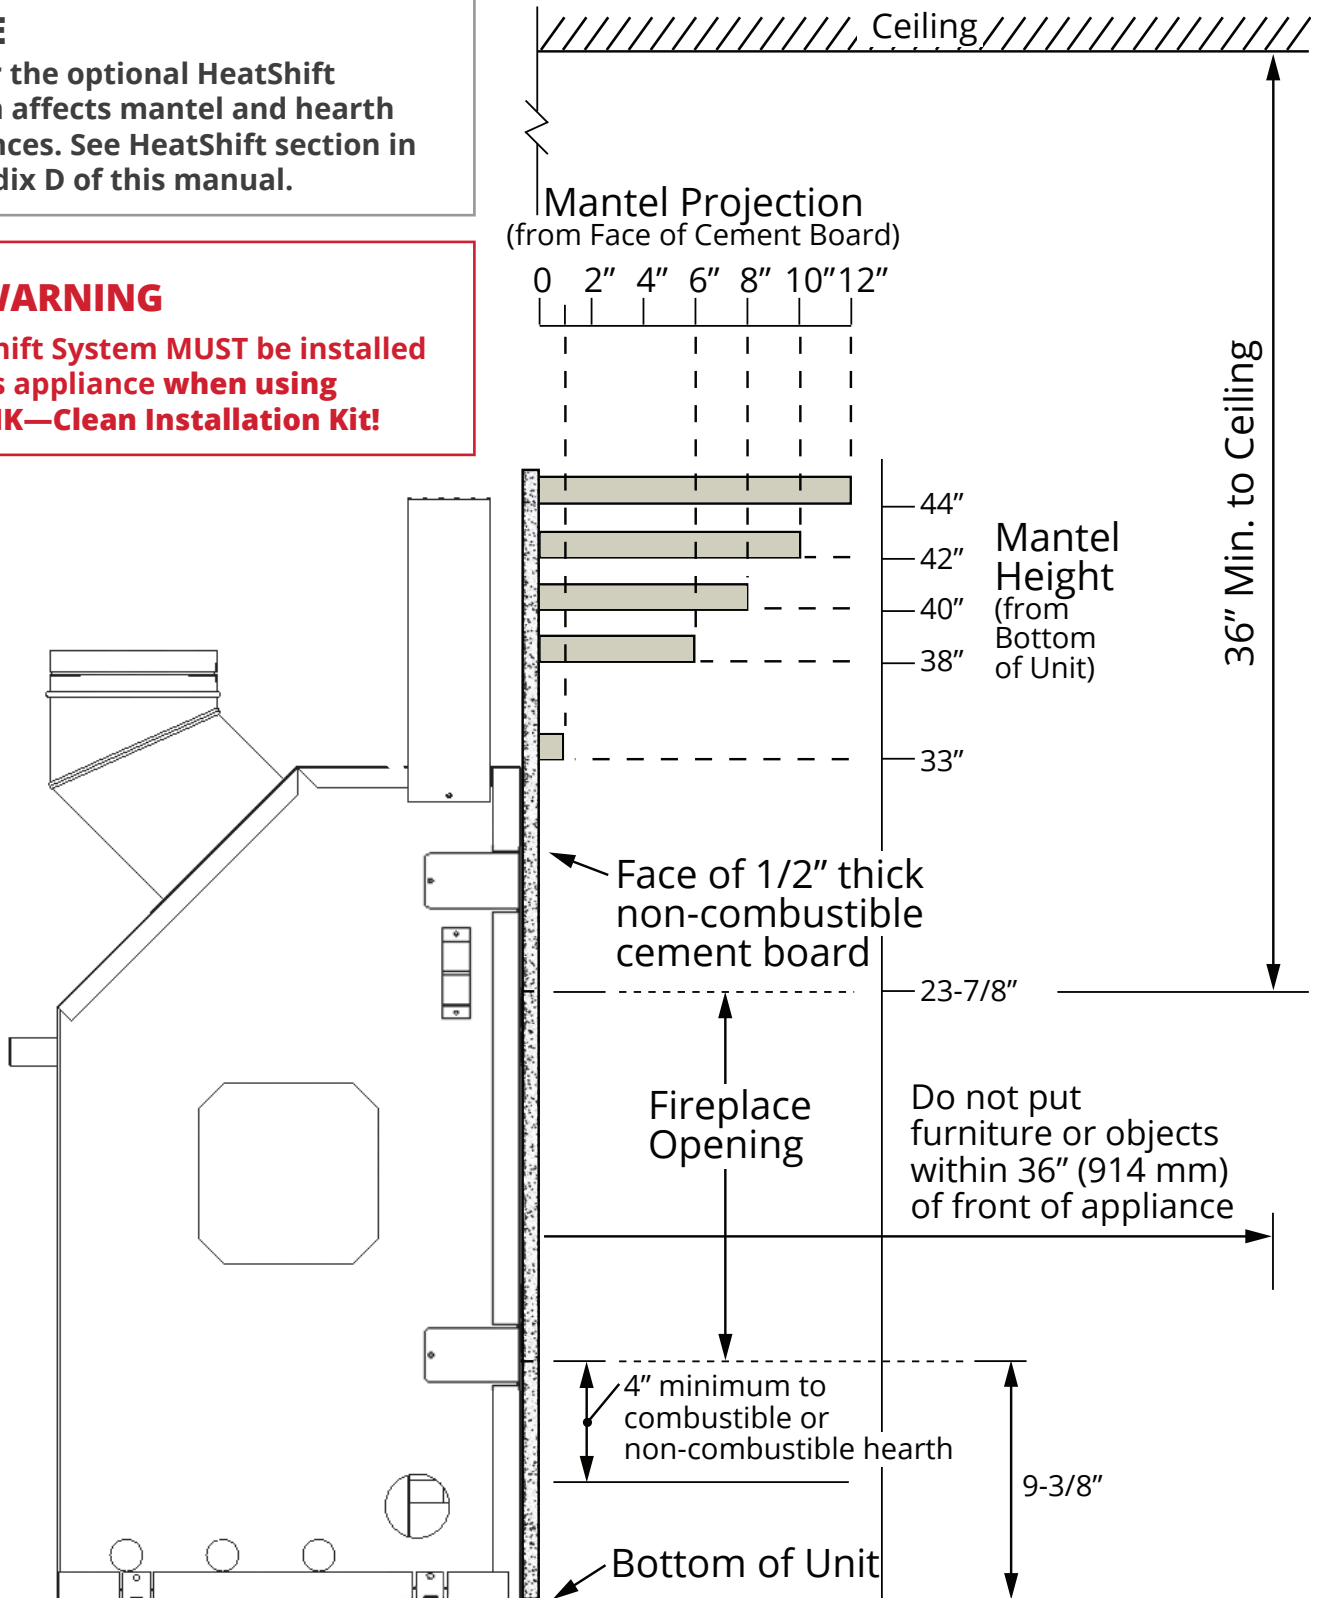 Ceiling
the optional HeatShift
affects mantel and hearth
See HeatShift section in
D of this manual.
System MUST be installed
appliance when using
Clean Installation Kit!
Mantel Projection
(from Face of Cement Board)
0 2” 4” 6” 8” 10” 12”
44”
42”
40”
38”
33”
Mantel
Height
(from
Bottom
of Unit)
36” Min. to Ceiling
Face of 1/2” thick
non-combustible
cement board
23-7/8”
Fireplace
Opening
Do not put
furniture or objects
within 36” (914 mm)
of front of appliance
4” minimum to
combustible or
non-combustible hearth
9-3/8”
Bottom of Unit